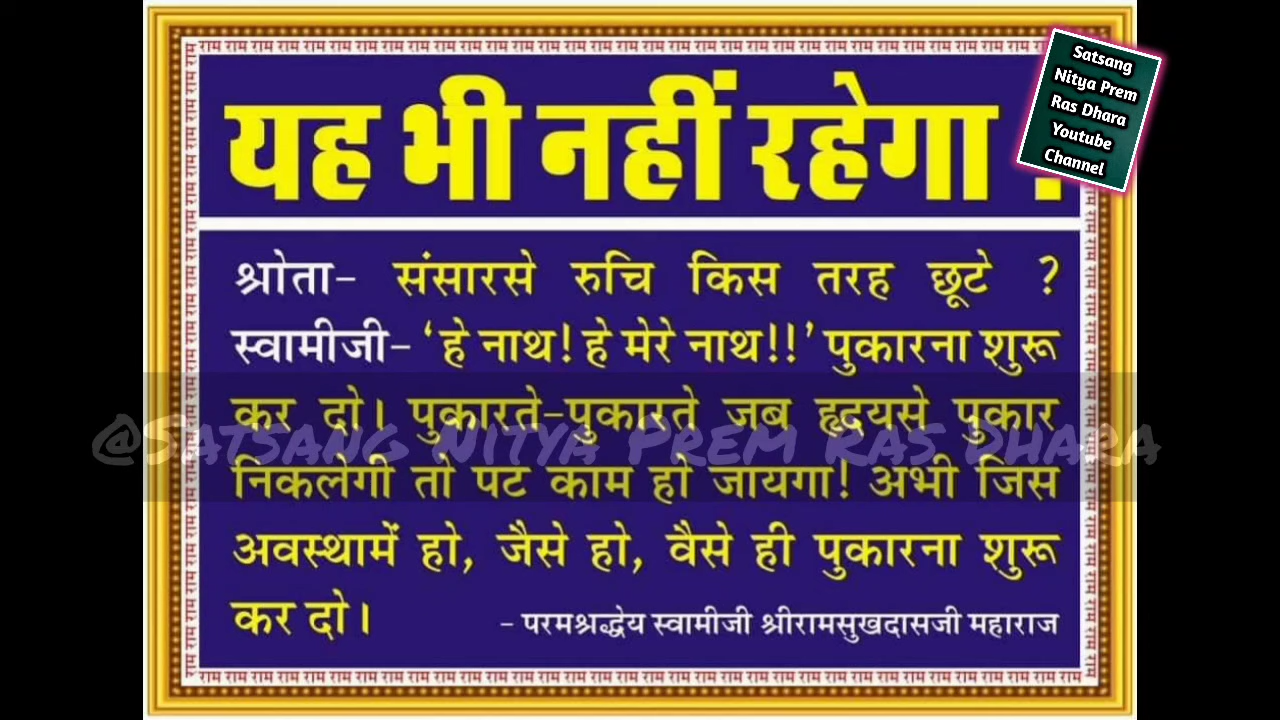 राम राम राम राम राम राम राम राम राम राम राम राम राम राम राम राम राम राम राम राम राम राम राम राम राम राम राम राम राम राम राम राम
यह भी नहीं रहेगा !
Satsang
Nitya Prem
Ras Dhara
Youtube
Channel
श्रोता- संसारसे रुचि किस तरह छूटे ?
स्वामीजी- ‘हे नाथ! हे मेरे नाथ!!’ पुकारना शुरू
कर दो। पुकारते-पुकारते जब हृदयसे पुकार
@Satsang Nitya Prem Ras Dhara
निकलेगी तो पट काम हो जायगा! अभी जिस
अवस्थामें हो, जैसे हो, वैसे ही पुकारना शुरू
कर दो।
- परमश्रद्धेय स्वामीजी श्रीरामसुखदासजी महाराज
राम राम राम राम राम राम राम राम राम राम राम राम राम राम राम राम राम राम राम राम राम राम राम राम राम राम राम राम राम राम राम राम राम राम